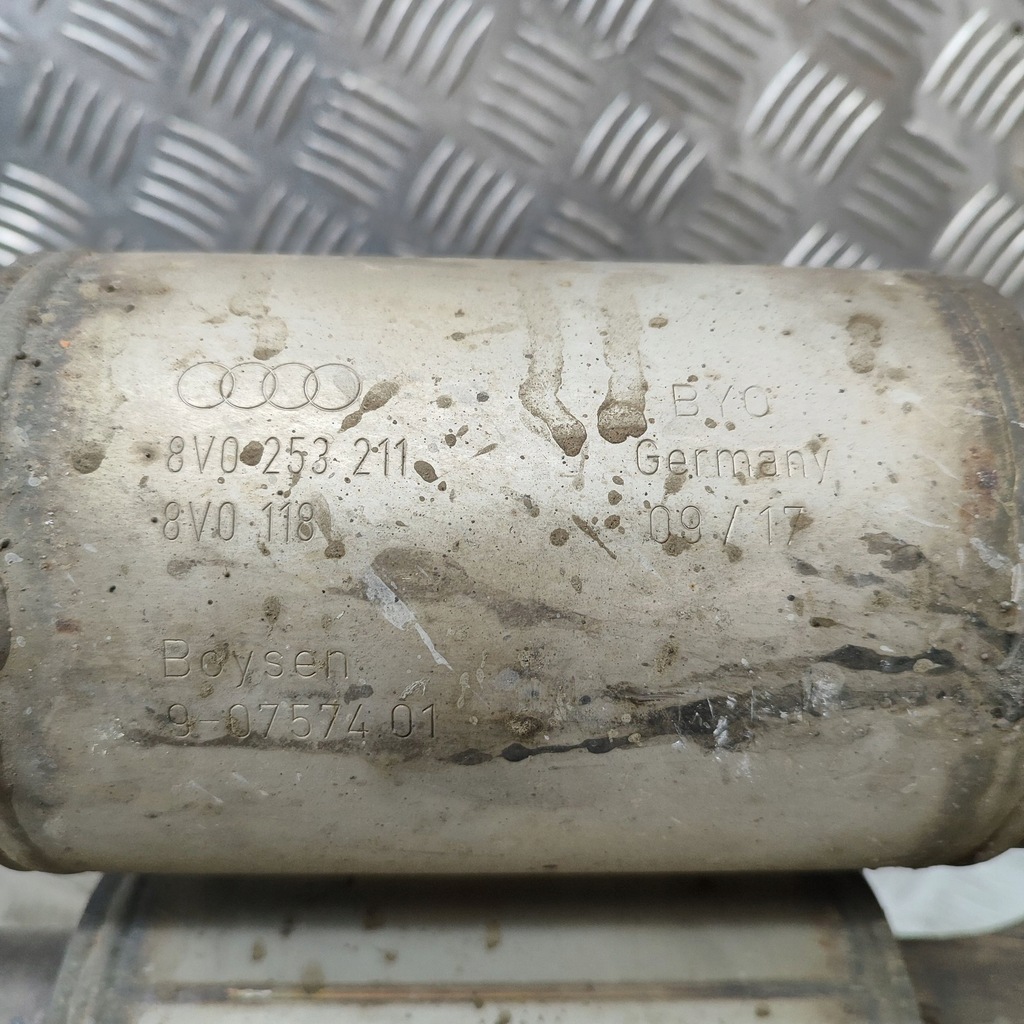 8V0 253 211
8V0 118
BYO
Germany
09/17
Boysen
9-07574 01